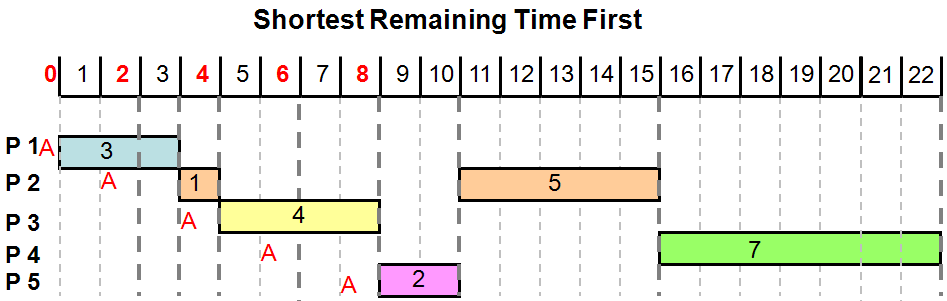 Shortest Remaining Time First
0 1 2 3 4 5 6 7 8 9 10 11 12 13 14 15 16 17 18 19 20 21 22
P 1 A 3
P 2 A 1 5
P 3 A 4
P 4 A 7
P 5 A 2